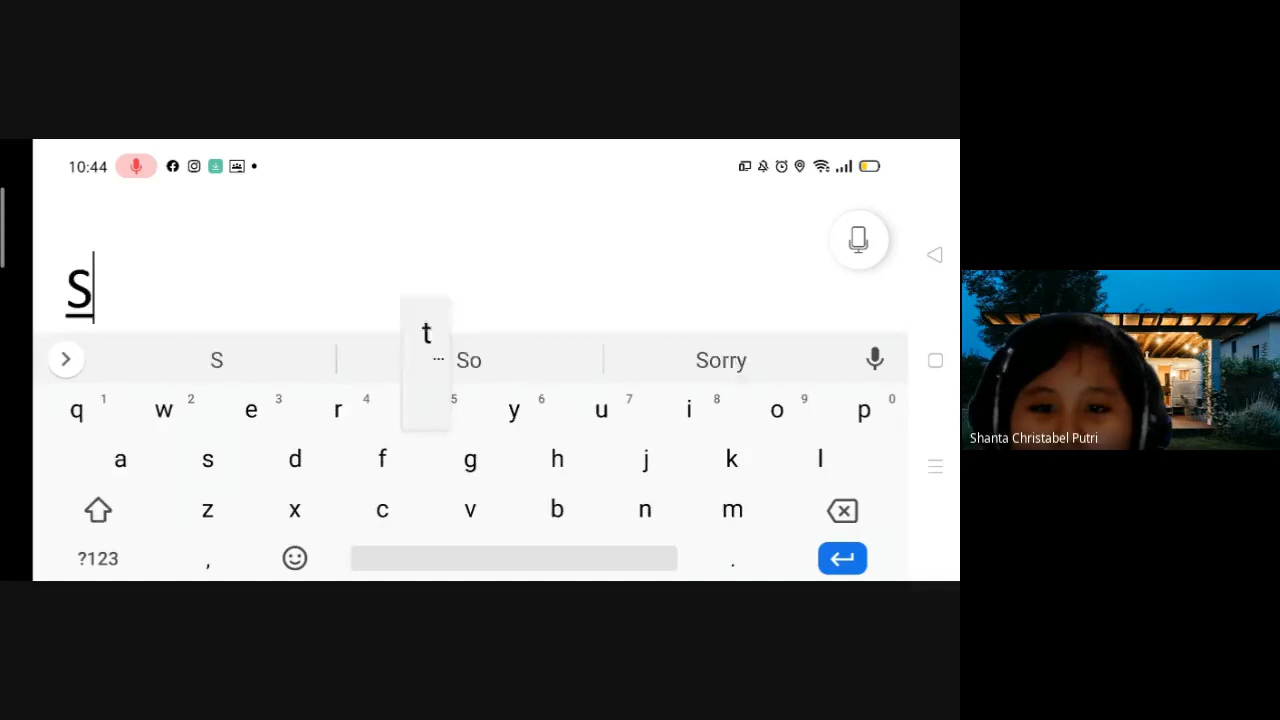 10:44
S
t
...
S So Sorry
q 1 w 2 e 3 r 4 5 y 6 u 7 i 8 o 9 p 0
a s d f g h j k l
z x c v b n m
?123 , .
Shanta Christabel Putri